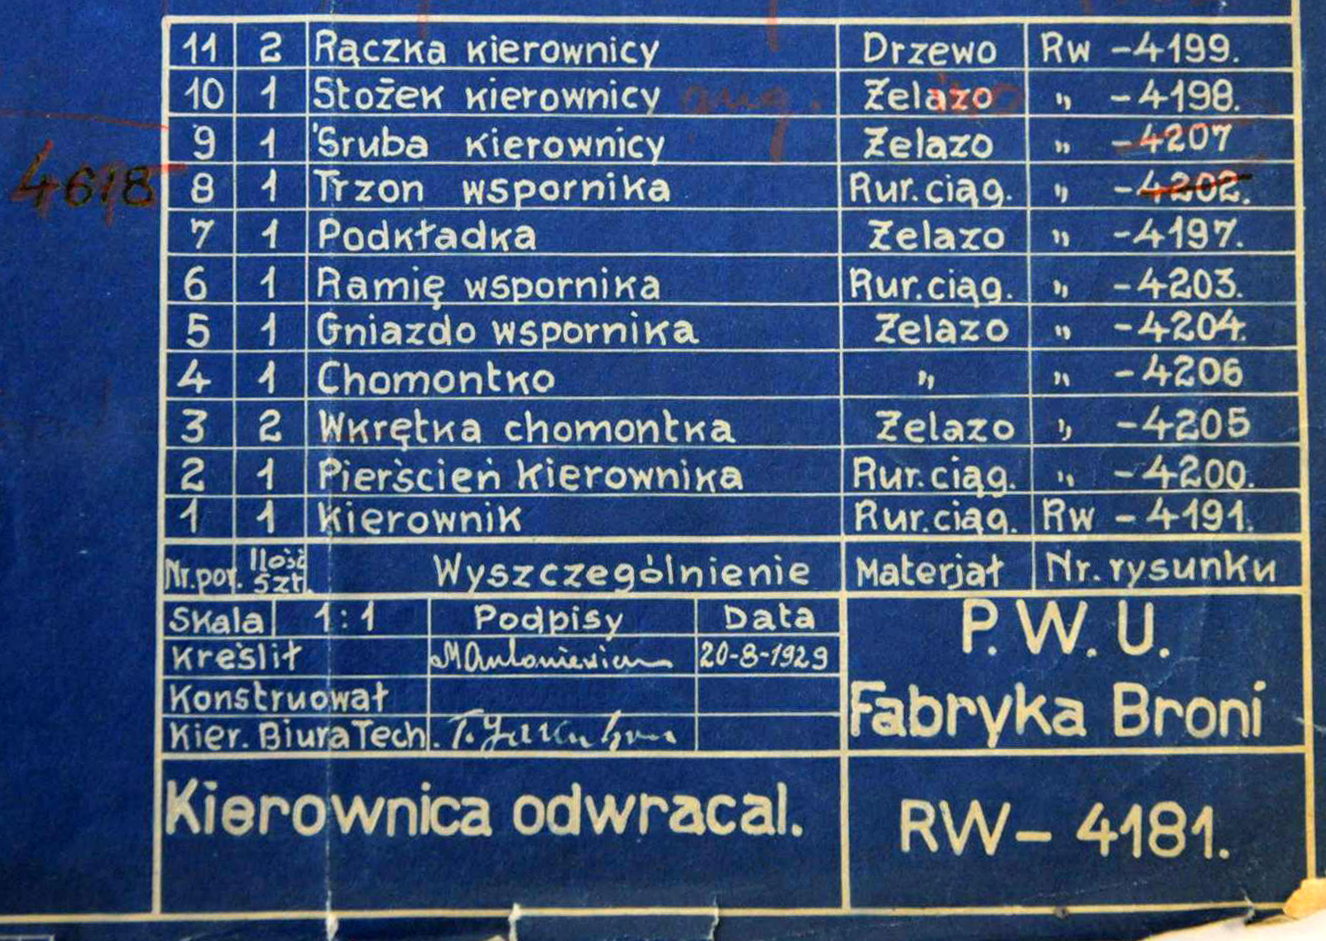 11 2 Rączka kierownicy Drzewo Rw -4199.
10 1 Stożek kierownicy Żelazo " -4198.
9 1 Śruba kierownicy Żelazo " -4207
4618 8 1 Trzon wspornika Rur.ciąg. " -4202.
7 1 Podkładka Żelazo " -4197.
6 1 Ramię wspornika Rur.ciąg. " -4203.
5 1 Gniazdo wspornika Żelazo " -4204.
4 1 Chomontko " " -4206
3 2 Wkrętka chomontka Żelazo " -4205
2 1 Pierścień kierownika Rur.ciąg. " -4200.
1 1 Kierownik Rur.ciąg. Rw -4191.
Nr.por. Ilość Szt. Wyszczególnienie Materjał Nr. rysunku
Skala 1:1 Podpisy Data
Kreślił 20-8-1929
Konstruował
Kier. Biura Tech.
P.W.U.
Fabryka Broni
Kierownica odwracal.
RW- 4181.